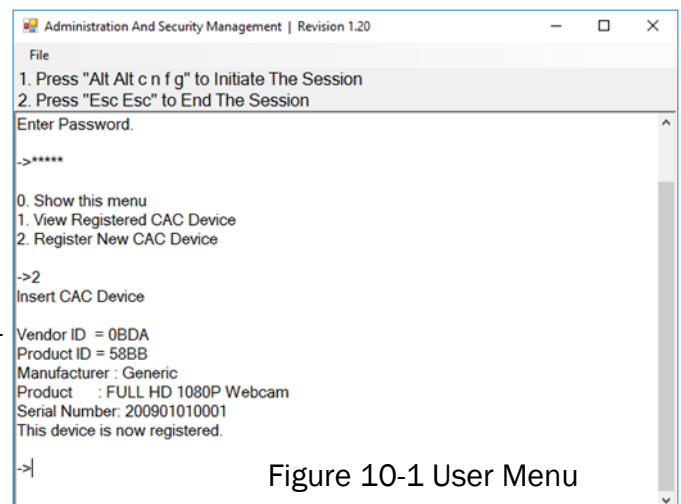 Administration And Security Management | Revision 1.20
File
1. Press "Alt Alt c n f g" to Initiate The Session
2. Press "Esc Esc" to End The Session
Enter Password.
->*****
0. Show this menu
1. View Registered CAC Device
2. Register New CAC Device
->2
Insert CAC Device
Vendor ID = 0BDA
Product ID = 58BB
Manufacturer : Generic
Product : FULL HD 1080P Webcam
Serial Number: 200901010001
This device is now registered.
->
Figure 10-1 User Menu